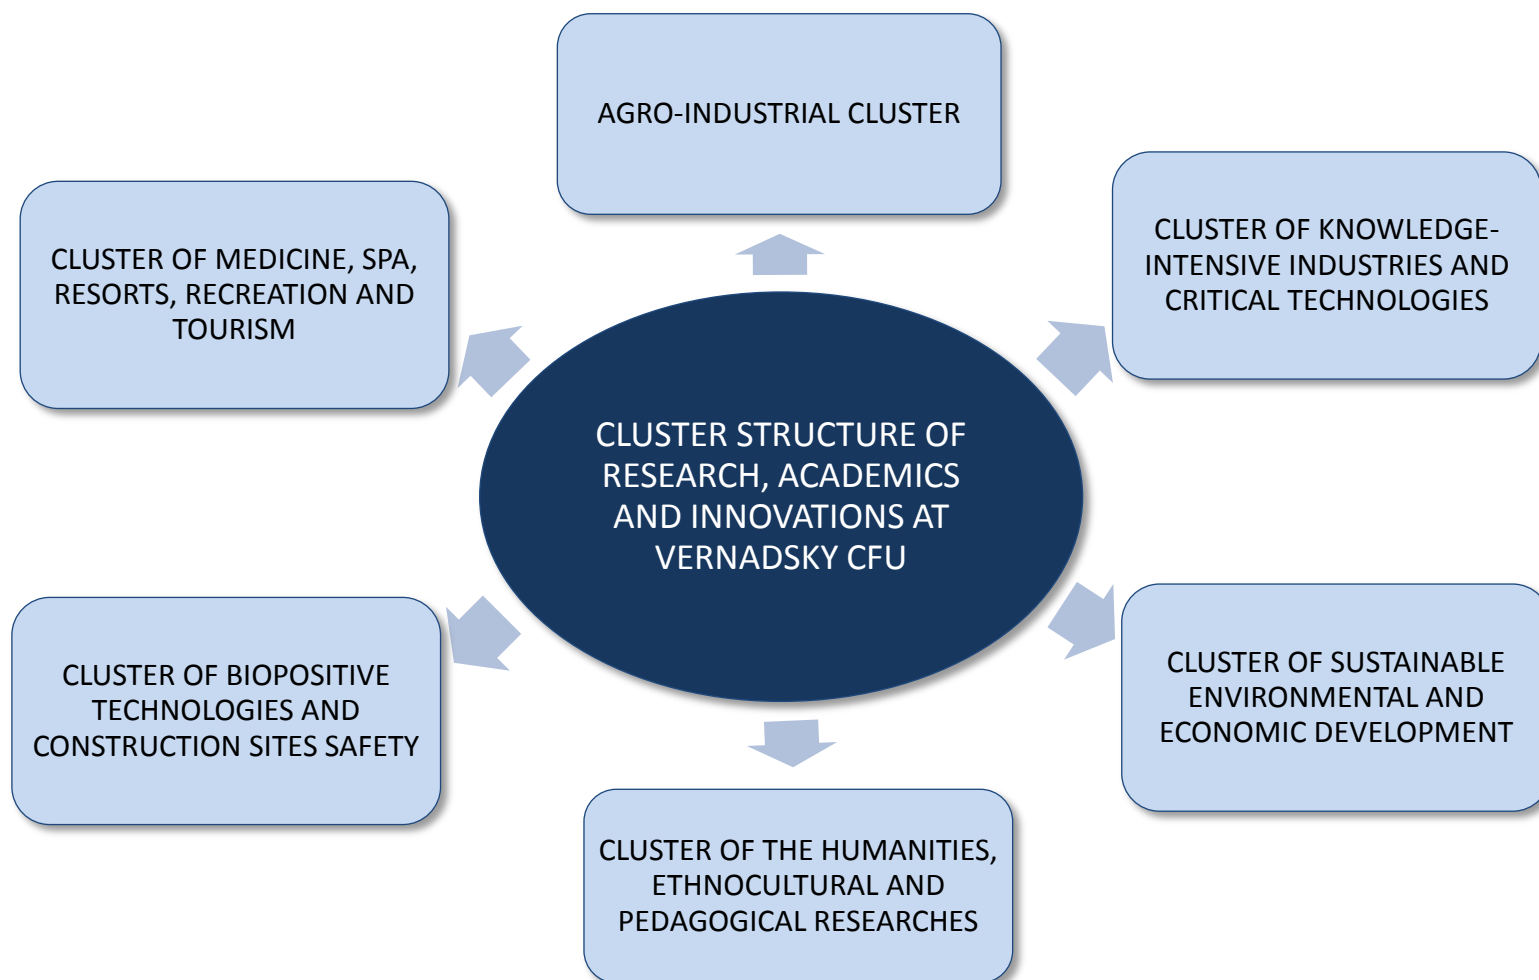 AGRO-INDUSTRIAL CLUSTER
CLUSTER OF KNOWLEDGE-
INTENSIVE INDUSTRIES AND
CRITICAL TECHNOLOGIES
CLUSTER OF MEDICINE, SPA,
RESORTS, RECREATION AND
TOURISM
CLUSTER STRUCTURE OF
RESEARCH, ACADEMICS
AND INNOVATIONS AT
VERNADSKY CFU
CLUSTER OF BIOPOSITIVE
TECHNOLOGIES AND
CONSTRUCTION SITES SAFETY
CLUSTER OF SUSTAINABLE
ENVIRONMENTAL AND
ECONOMIC DEVELOPMENT
CLUSTER OF THE HUMANITIES,
ETHNOCULTURAL AND
PEDAGOGICAL RESEARCHES